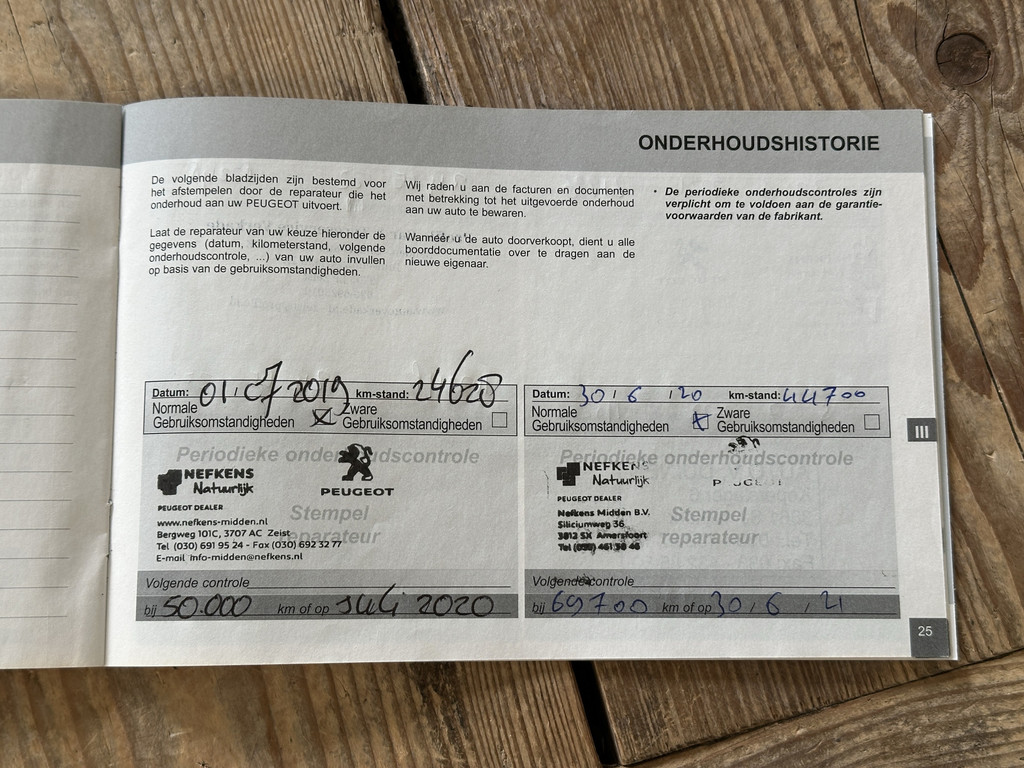 ONDERHOUDSHISTORIE
De volgende bladzijden zijn bestemd voor
het afstempelen door de reparateur die het
onderhoud aan uw PEUGEOT uitvoert.
Laat de reparateur van uw keuze hieronder de
gegevens (datum, kilometerstand, volgende
onderhoudscontrole, ...) van uw auto invullen
op basis van de gebruiksomstandigheden.
Wij raden u aan de facturen en documenten
met betrekking tot het uitgevoerde onderhoud
aan uw auto te bewaren.
Wanneer u de auto doorverkoopt, dient u alle
boorddocumentatie over te dragen aan de
nieuwe eigenaar.
• De periodieke onderhoudscontroles zijn
verplicht om te voldoen aan de garantie-
voorwaarden van de fabrikant.
Datum: 01.07 2019 km-stand: 24628
Normale
Gebruiksomstandigheden
Zware
Gebruiksomstandigheden
Periodieke onderhoudscontrole
NEFKENS
Natuurlijk
PEUGEOT
PEUGEOT DEALER
Stempel
reparateur
www.nefkens-midden.nl
Bergweg 101C, 3707 AC Zeist
Tel (030) 691 95 24 - Fax (030) 692 32 77
E-mail info-midden@nefkens.nl
Volgende controle
bij 50.000 km of op Juli 2020
Datum: 30, 6, 20 km-stand: 44700
Normale
Gebruiksomstandigheden
Zware
Gebruiksomstandigheden
Periodieke onderhoudscontrole
NEFKENS
Natuurlijk
PEUGEOT DEALER
Nefkens Midden B.V.
Stempel
Siliciumweg 36
3812 SX Amersfoort
reparateur
Volgende controle
bij 69700 km of op 30, 6, 21
III
25